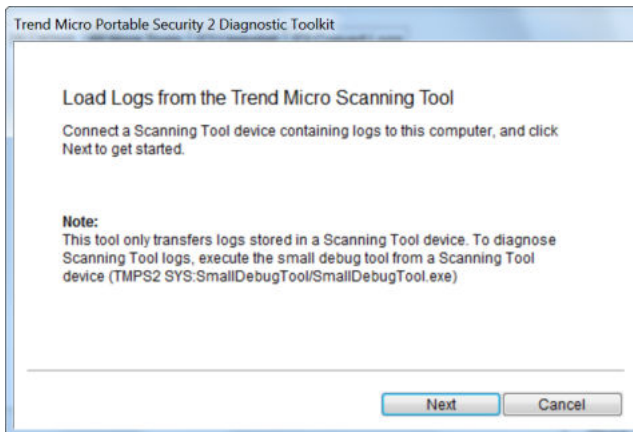 Trend Micro Portable Security 2 Diagnostic Toolkit
Load Logs from the Trend Micro Scanning Tool
Connect a Scanning Tool device containing logs to this computer, and click
Next to get started.
Note:
This tool only transfers logs stored in a Scanning Tool device. To diagnose
Scanning Tool logs, execute the small debug tool from a Scanning Tool
device (TMPS2 SYS:SmallDebugTool/SmallDebugTool.exe)
Next
Cancel